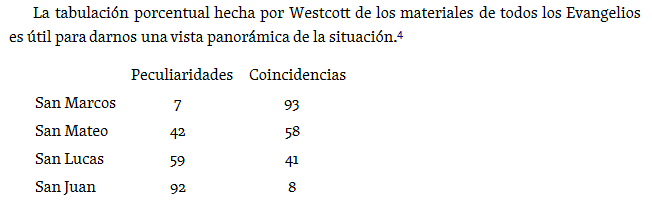 La tabulación porcentual hecha por Westcott de los materiales de todos los Evangelios
es útil para darnos una vista panorámica de la situación.4
Peculiaridades Coincidencias
San Marcos 7 93
San Mateo 42 58
San Lucas 59 41
San Juan 92 8